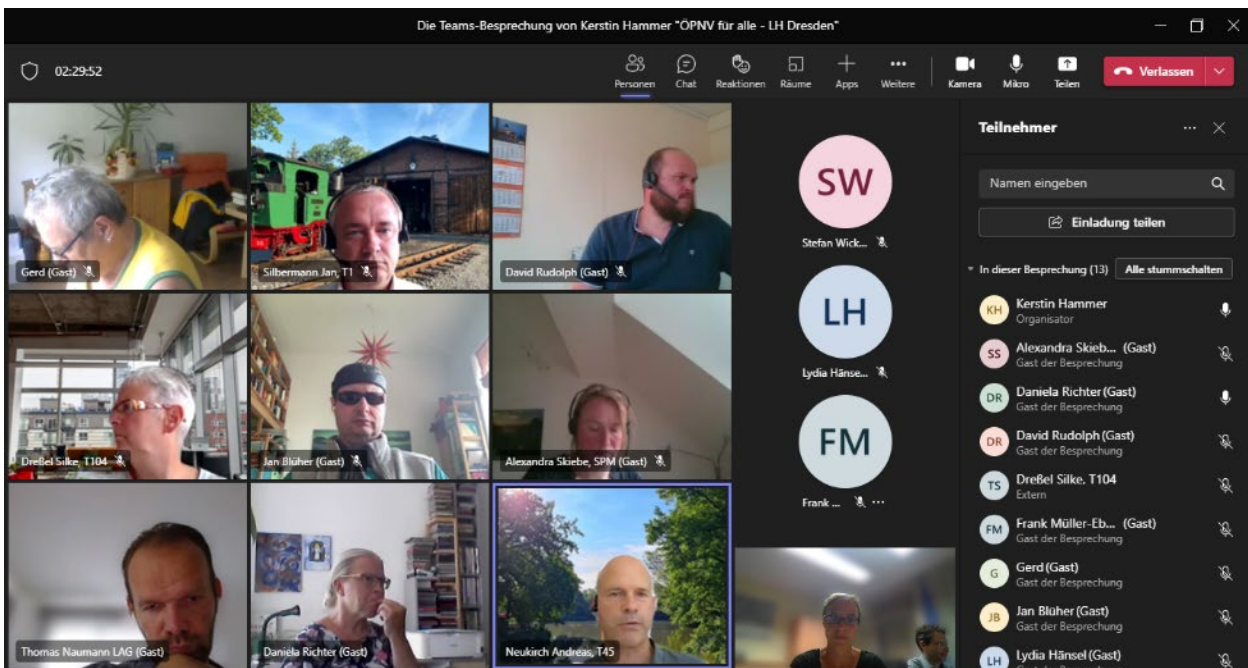 Die Teams-Besprechung von Kerstin Hammer "ÖPNV für alle - LH Dresden"
02:29:52
Personen Chat Reaktionen Räume Apps Weitere Kamera Mikro Teilen Verlassen
Gerd (Gast)
Silbermann Jan, T1
David Rudolph (Gast)
Dreßel Silke, T104
Jan Blüher (Gast)
Alexandra Skiebe, SPM (Gast)
Thomas Naumann LAG (Gast)
Daniela Richter (Gast)
Neukirch Andreas, T45
SW
Stefan Wick...
LH
Lydia Hänse...
FM
Frank ...
Teilnehmer
Namen eingeben
Einladung teilen
In dieser Besprechung (13) Alle stummschalten
KH Kerstin Hammer
Organisator
SS Alexandra Skieb... (Gast)
Gast der Besprechung
DR Daniela Richter (Gast)
Gast der Besprechung
DR David Rudolph (Gast)
Gast der Besprechung
TS Dreßel Silke, T104
Extern
FM Frank Müller-Eb... (Gast)
Gast der Besprechung
G Gerd (Gast)
Gast der Besprechung
JB Jan Blüher (Gast)
Gast der Besprechung
LH Lydia Hänsel (Gast)